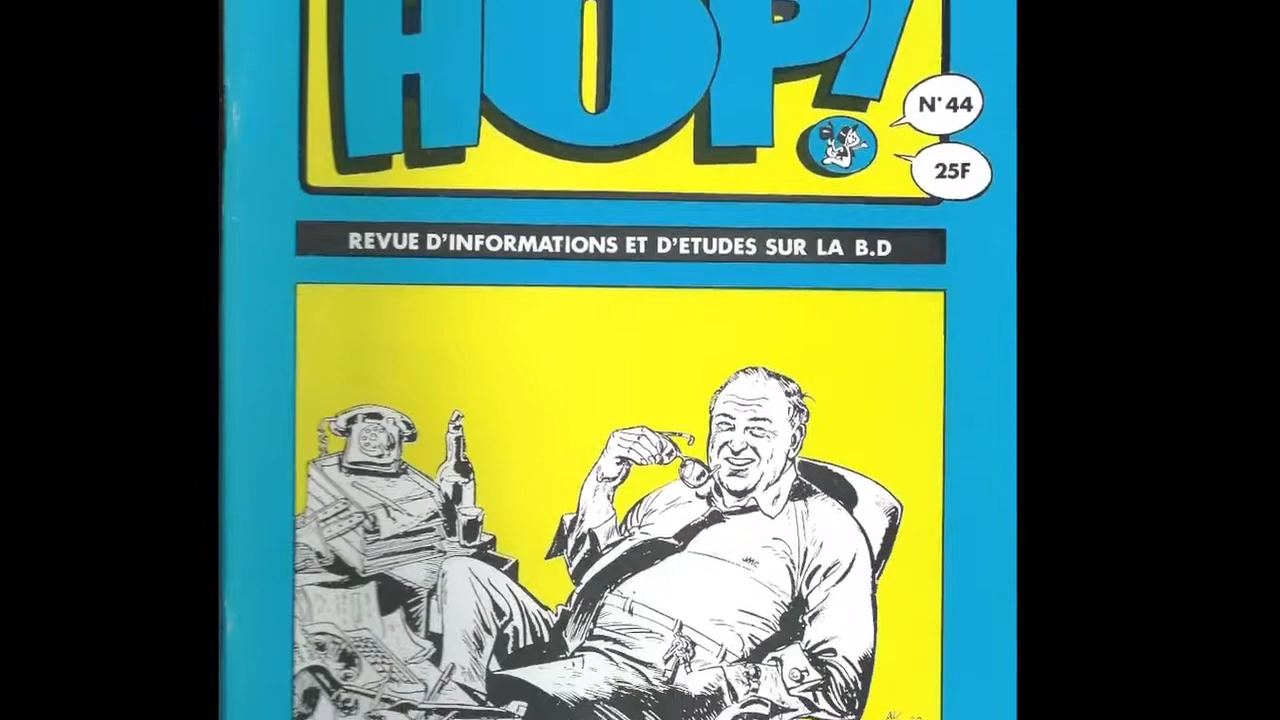 HOP!
N°44
25F
REVUE D'INFORMATIONS ET D'ETUDES SUR LA B.D